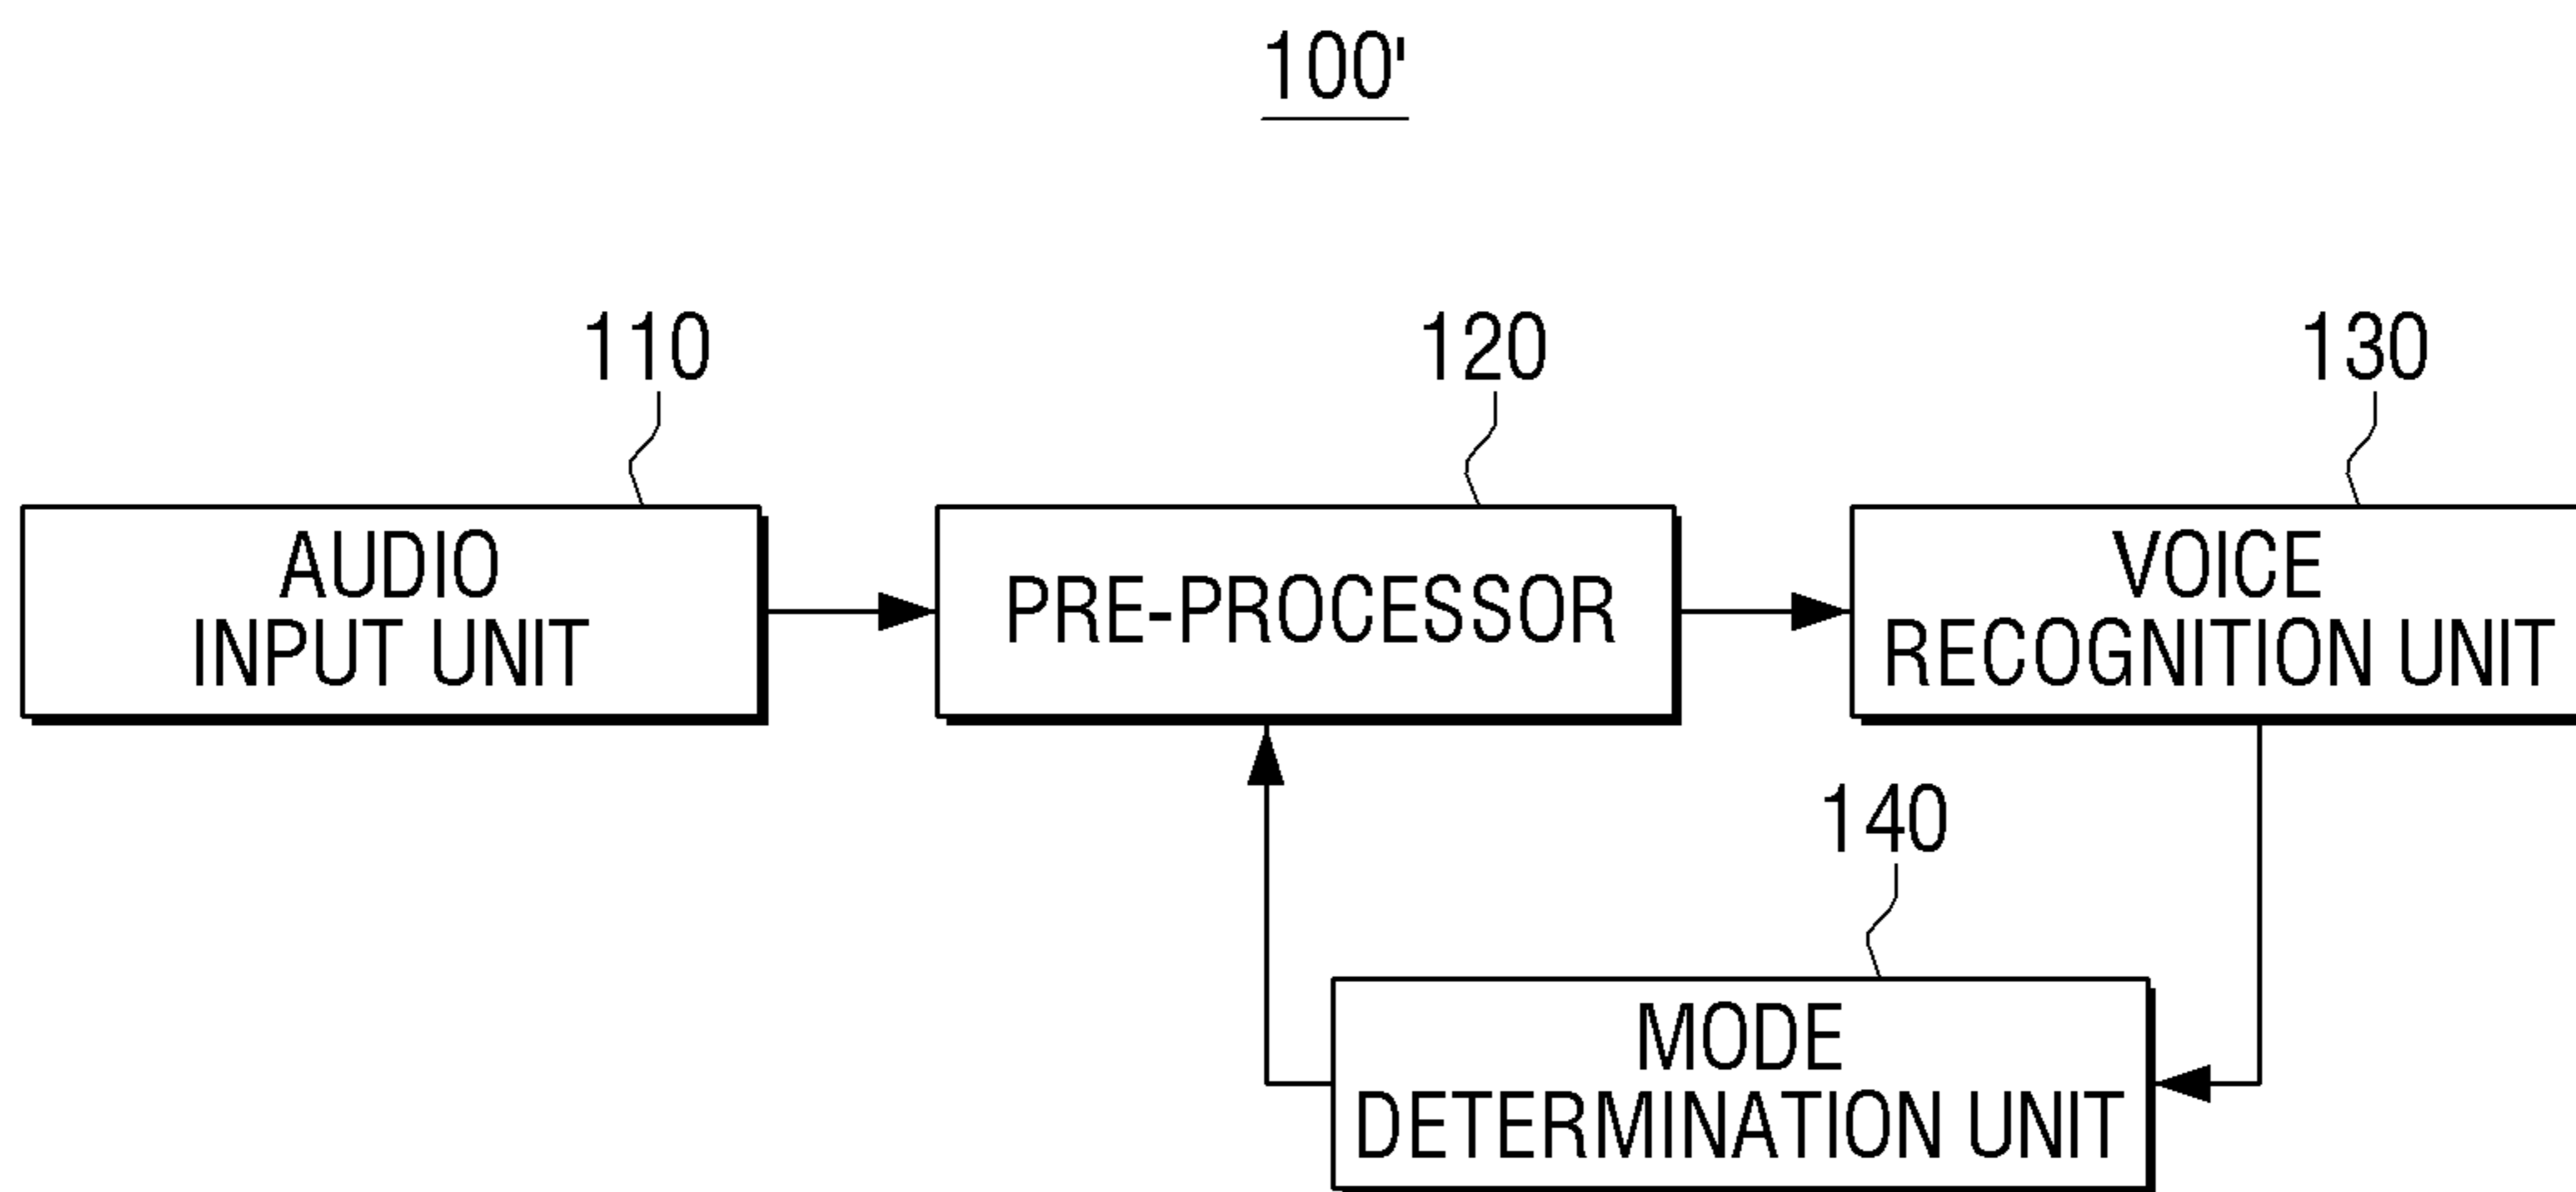 100'
110
120
130
AUDIO
INPUT UNIT
PRE-PROCESSOR
VOICE
RECOGNITION UNIT
140
MODE
DETERMINATION UNIT